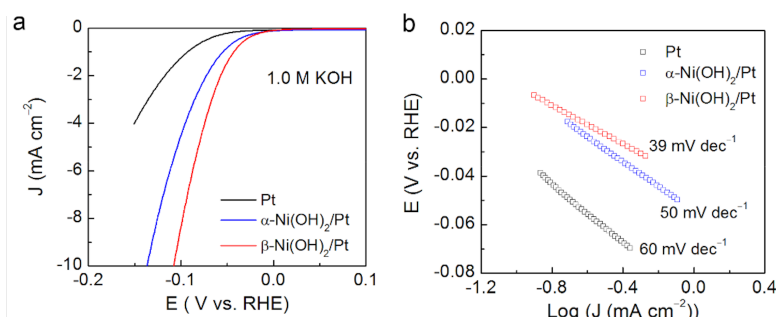 a
0
-2
-4
-6
-8
-10
J (mA cm⁻²)
1.0 M KOH
Pt
α-Ni(OH)₂/Pt
β-Ni(OH)₂/Pt
-0.2
-0.1
0.0
0.1
E ( V vs. RHE)
b
0.00
-0.02
-0.04
-0.06
-0.08
E (V vs. RHE)
Pt
α-Ni(OH)₂/Pt
β-Ni(OH)₂/Pt
39 mV dec⁻¹
50 mV dec⁻¹
60 mV dec⁻¹
-1.2
-0.8
-0.4
0.0
0.4
Log (J (mA cm⁻²))